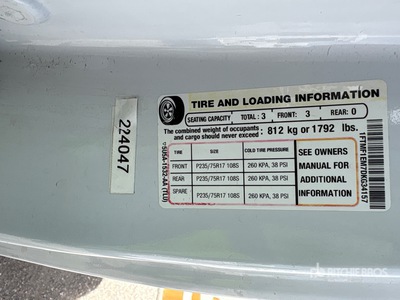 TIRE AND LOADING INFORMATION
SEATING CAPACITY TOTAL: 3 FRONT: 3 REAR: 0
The combined weight of occupants and cargo should never exceed : 812 kg or 1792 lbs.
TIRE SIZE COLD TIRE PRESSURE
FRONT P235/75R17 108S 260 KPA, 38 PSI
REAR P235/75R17 108S 260 KPA, 38 PSI
SPARE P235/75R17 108S 260 KPA, 38 PSI
SEE OWNERS
MANUAL FOR
ADDITIONAL
INFORMATION
224047